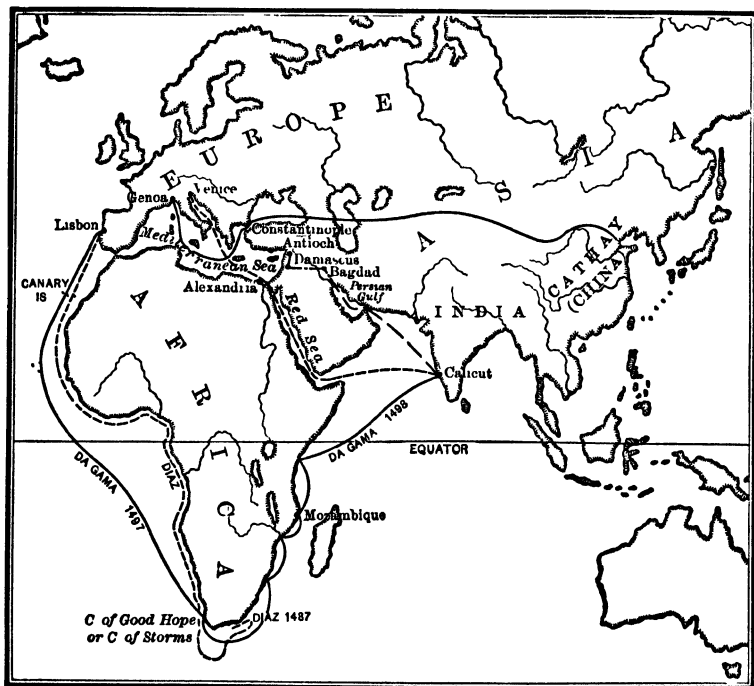 EUROPE
ASIA
Venice
Genoa
Lisbon
Constantinople
Antioch
Mediterranean Sea
Damascus
Bagdad
Alexandria
Persian
Gulf
CATHAY
(CHINA)
CANARY
IS
AFRICA
Red Sea
INDIA
Calicut
DA GAMA 1498
EQUATOR
DIAZ
DA GAMA 1497
Mozambique
C of Good Hope
or C of Storms
DIAZ 1487